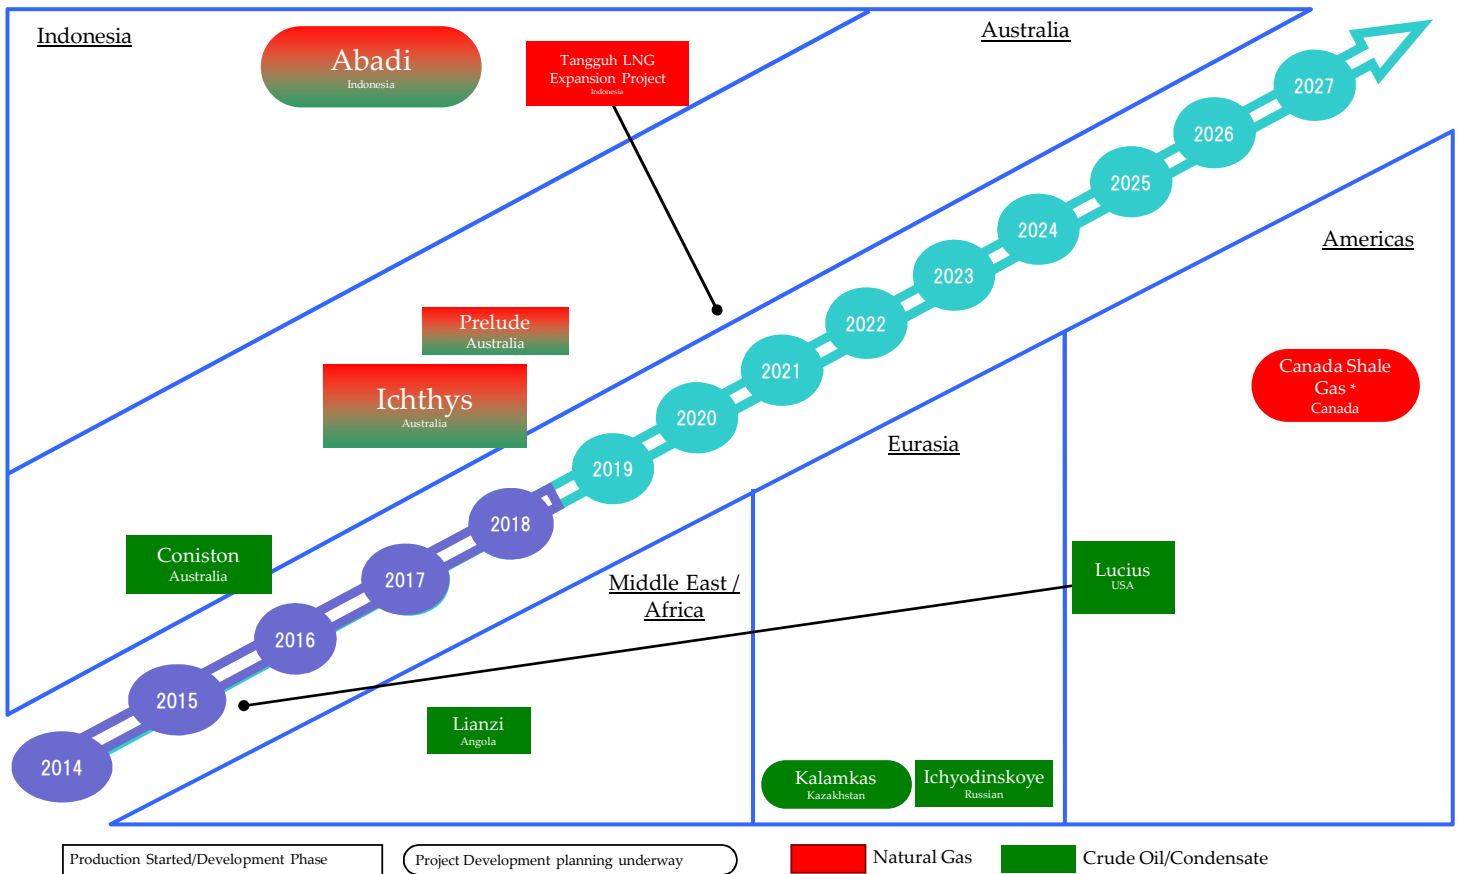 Indonesia
Abadi
Indonesia
Tangguh LNG
Expansion Project
Indonesia
Australia
2027
2026
2025
2024
2023
2022
2021
2020
2019
2018
2017
2016
2015
2014
Prelude
Australia
Ichthys
Australia
Coniston
Australia
Americas
Canada Shale
Gas *
Canada
Eurasia
Middle East /
Africa
Lucius
USA
Lianzi
Angola
Kalamkas
Kazakhstan
Ichyodinskoye
Russian
Production Started/Development Phase
Project Development planning underway
Natural Gas
Crude Oil/Condensate